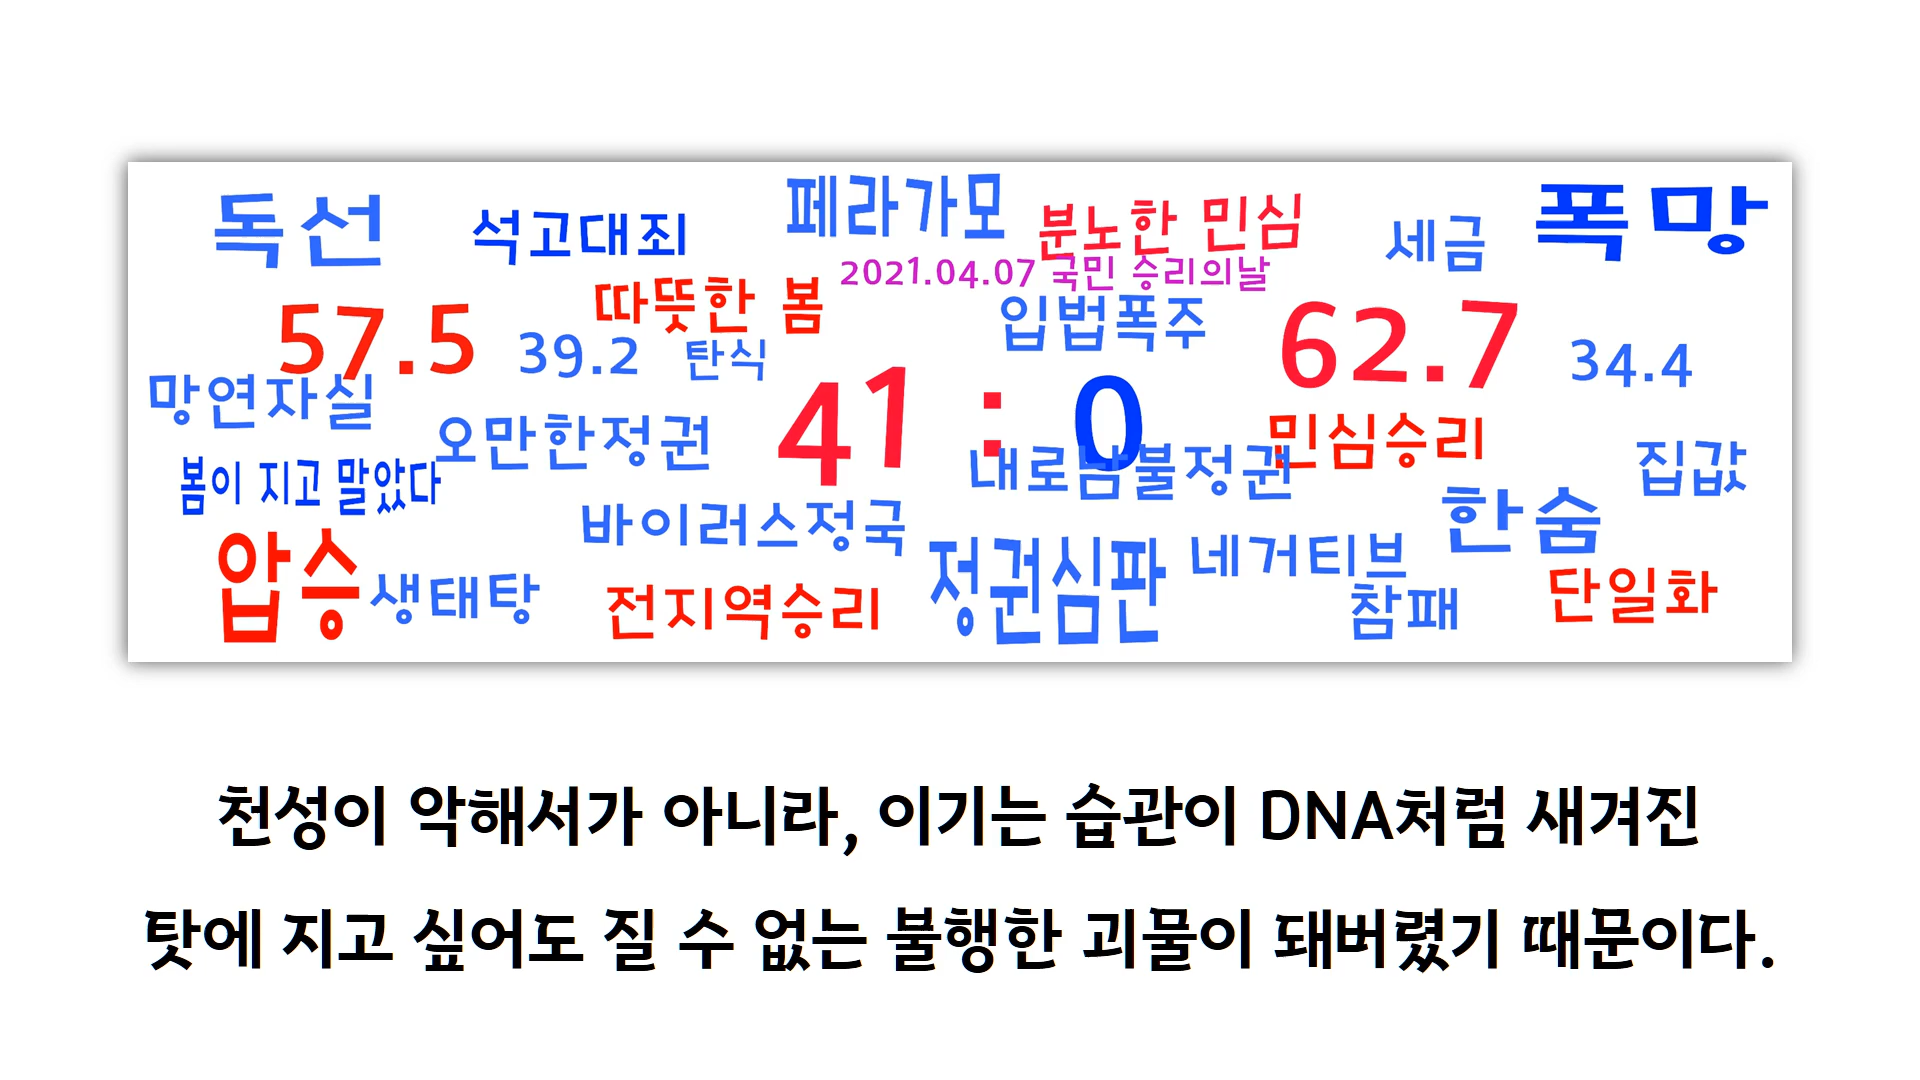 독선
석고대죄
페라가모
분노한 민심
세금
폭망
2021.04.07 국민 승리의날
57.5
39.2
따뜻한 봄
탄식
입법폭주
62.7
34.4
망연자실
오만한정권
41 : 0
내로남불정권
민심승리
집값
봄이 지고 말았다
바이러스정국
한숨
압승
생태탕
전지역승리
정권심판
네거티브
참패
단일화
천성이 악해서가 아니라, 이기는 습관이 DNA처럼 새겨진
탓에 지고 싶어도 질 수 없는 불행한 괴물이 돼버렸기 때문이다.